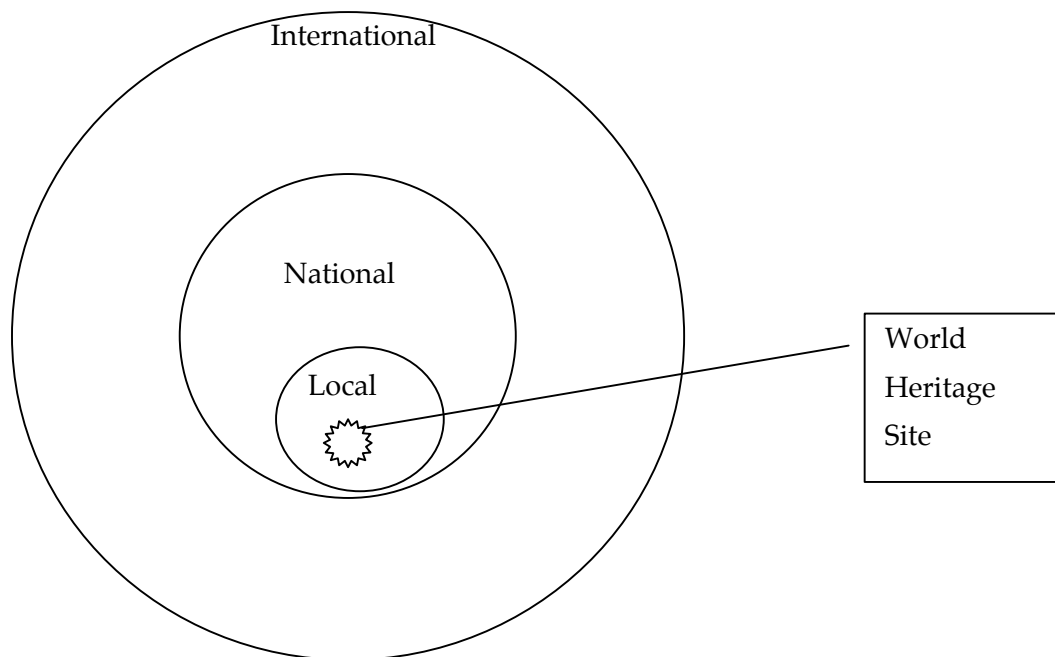 International
National
Local
World
Heritage
Site